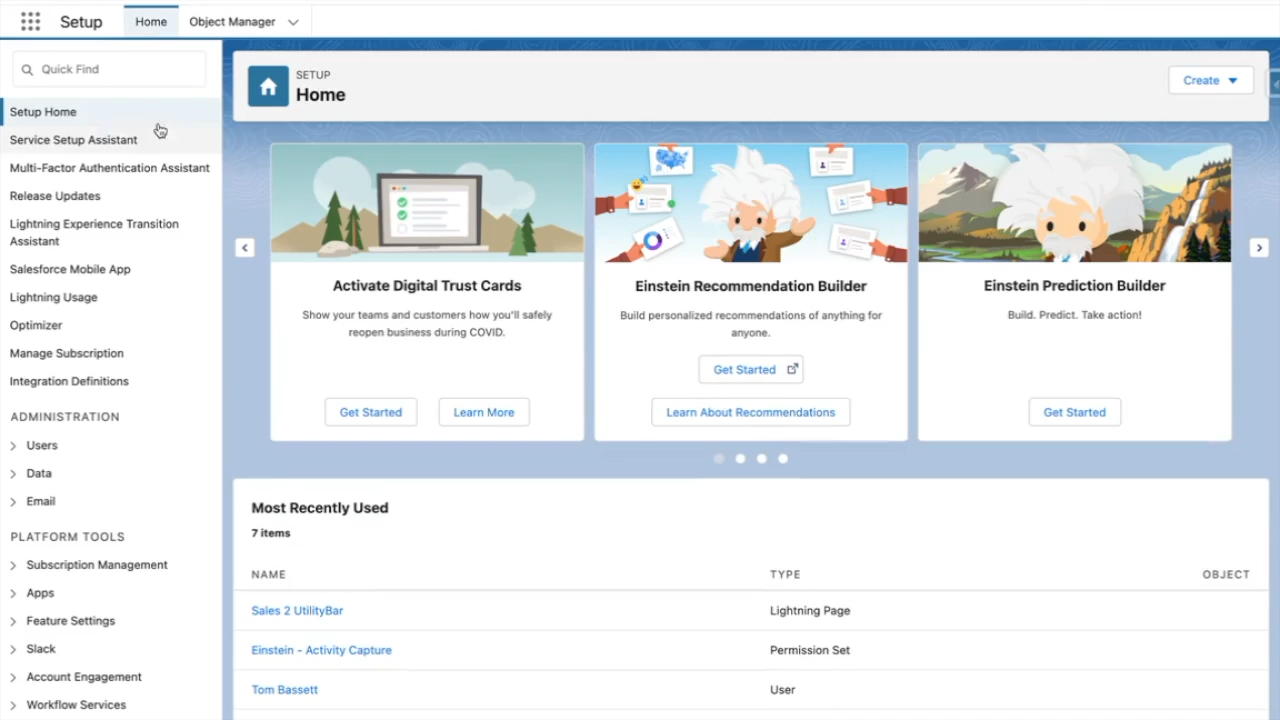 Setup
Home
Object Manager
Quick Find
Setup Home
Service Setup Assistant
Multi-Factor Authentication Assistant
Release Updates
Lightning Experience Transition
Assistant
Salesforce Mobile App
Lightning Usage
Optimizer
Manage Subscription
Integration Definitions
ADMINISTRATION
Users
Data
Email
PLATFORM TOOLS
Subscription Management
Apps
Feature Settings
Slack
Account Engagement
Workflow Services
SETUP
Home
Create
Activate Digital Trust Cards
Show your teams and customers how you'll safely
reopen business during COVID.
Get Started
Learn More
Einstein Recommendation Builder
Build personalized recommendations of anything for
anyone.
Get Started
Learn About Recommendations
Einstein Prediction Builder
Build. Predict. Take action!
Get Started
Most Recently Used
7 items
NAME TYPE OBJECT
Sales 2 UtilityBar Lightning Page
Einstein - Activity Capture Permission Set
Tom Bassett User